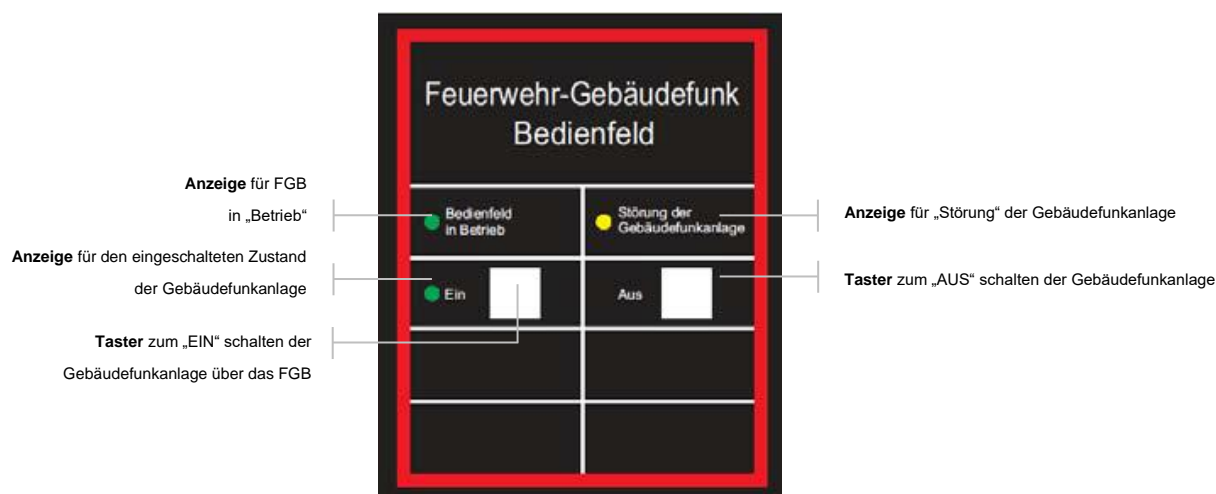 Feuerwehr-Gebäudefunk
Bedienfeld
Anzeige für FGB
in „Betrieb“
Bedienfeld
in Betrieb
Störung der
Gebäudefunkanlage
Anzeige für „Störung“ der Gebäudefunkanlage
Anzeige für den eingeschalteten Zustand
der Gebäudefunkanlage
Ein
Aus
Taster zum „AUS“ schalten der Gebäudefunkanlage
Taster zum „EIN“ schalten der
Gebäudefunkanlage über das FGB